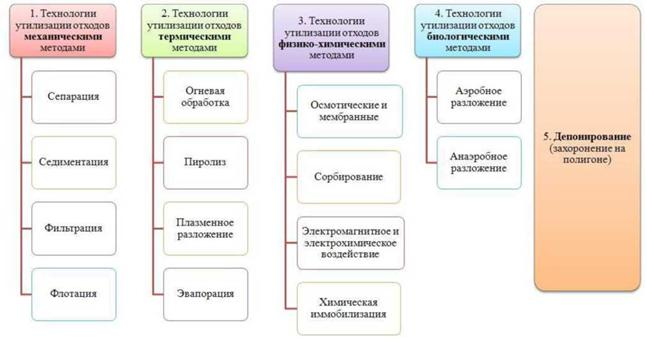 1. Технологии
утилизации отходов
механическими
методами
Сепарация
Седиментация
Фильтрация
Флотация
2. Технологии
утилизации отходов
термическими
методами
Огневая
обработка
Пиролиз
Плазменное
разложение
Эвапорация
3. Технологии
утилизации отходов
физико-химическими
методами
Осмотические и
мембранные
Сорбирование
Электромагнитное и
электрохимическое
воздействие
Химическая
иммобилизация
4. Технологии
утилизации отходов
биологическими
методами
Аэробное
разложение
Анаэробное
разложение
5. Депонирование
(захоронение на
полигоне)